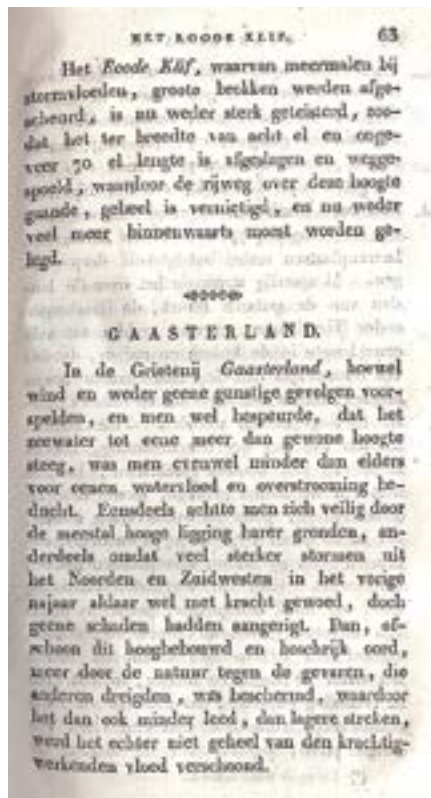 HET ROODE KLIF. 63
Het Roode Klif, waarvan meermalen bij
stormvloeden, groote brokken werden afge-
scheurd, is nu weder sterk geteisterd, zoo-
dat het ter breedte van acht el en onge-
veer 70 el lengte is afgeslagen en wegge-
spoeld, waardoor de rijweg over deze hoogte
gaande, geheel is vernietigd, en nu weder
veel meer binnenwaarts moest worden ge-
legd.
GAASTERLAND.
In de Grietenij Gaasterland, hoewel
wind en weder geene gunstige gevolgen voor-
spelden, en men wel bespeurde, dat het
zeewater tot eene meer dan gewone hoogte
steeg, was men evenwel minder dan elders
voor eenen watervloed en overstrooming be-
ducht. Eensdeels achtte men zich veilig door
de meestal hooge ligging harer gronden, an-
derdeels omdat veel sterker stormen uit
het Noorden en Zuidwesten in het vorige
najaar aldaar wel met kracht gewoed, doch
geene schaden hadden aangerigt. Dan, of-
schoon dit hooghebouwd en boschrijk oord,
meer door de natuur tegen de gevaren, die
anderen dreigden, was beschermd, waardoor
het dan ook minder leed, dan lagere streken,
werd het echter niet geheel van den krachtig-
werkenden vloed verschoond.